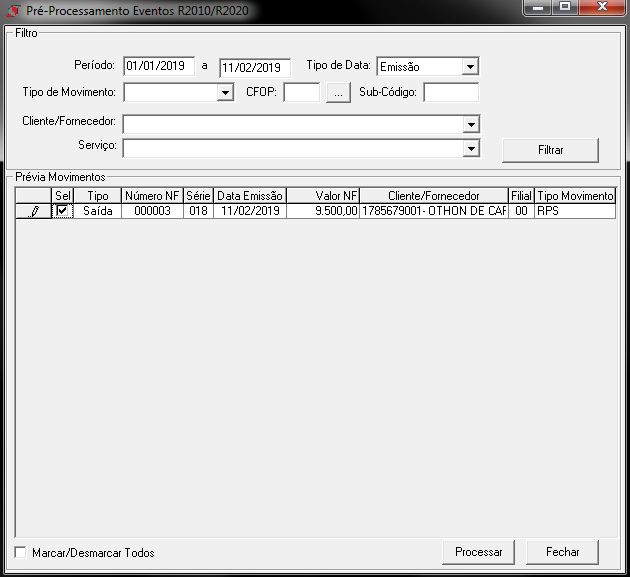 Pré-Processamento Eventos R2010/R2020
Filtro
Período: 01/01/2019 a 11/02/2019 Tipo de Data: Emissão
Tipo de Movimento: CFOP: ... Sub-Código:
Cliente/Fornecedor:
Serviço: Filtrar
Prévia Movimentos
Sel Tipo Número NF Série Data Emissão Valor NF Cliente/Fornecedor Filial Tipo Movimento
Saída 000003 018 11/02/2019 9.500,00 1785679001- OTHON DE CAR 00 RPS
Marcar/Desmarcar Todos Processar Fechar